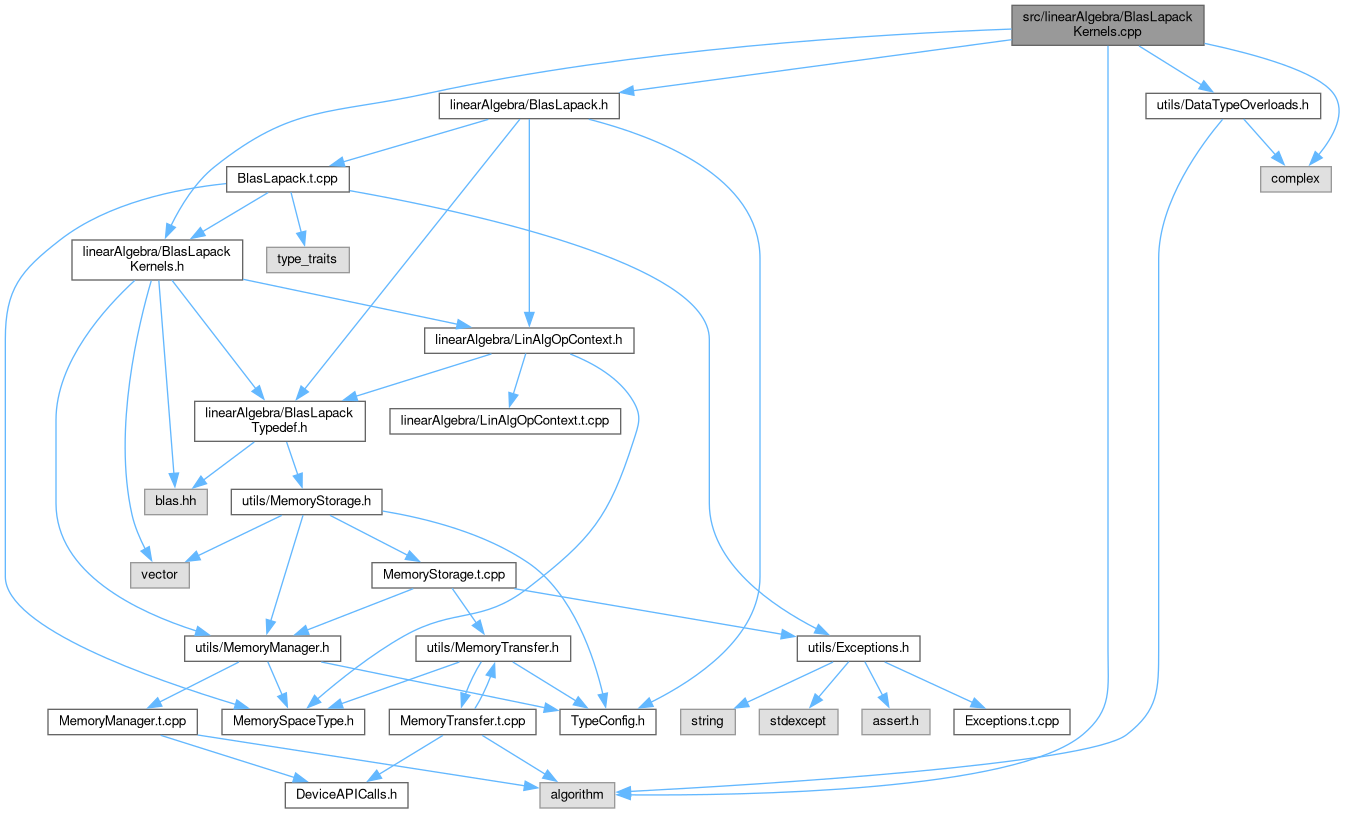 src/linearAlgebra/BlasLapack
Kernels.cpp
linearAlgebra/BlasLapack.h
utils/DataTypeOverloads.h
BlasLapack.t.cpp
complex
linearAlgebra/BlasLapack
Kernels.h
type_traits
linearAlgebra/LinAlgOpContext.h
linearAlgebra/BlasLapack
Typedef.h
linearAlgebra/LinAlgOpContext.t.cpp
blas.hh
utils/MemoryStorage.h
vector
MemoryStorage.t.cpp
utils/MemoryManager.h
utils/MemoryTransfer.h
utils/Exceptions.h
MemoryManager.t.cpp
MemorySpaceType.h
MemoryTransfer.t.cpp
TypeConfig.h
string
stdexcept
assert.h
Exceptions.t.cpp
DeviceAPICalls.h
algorithm